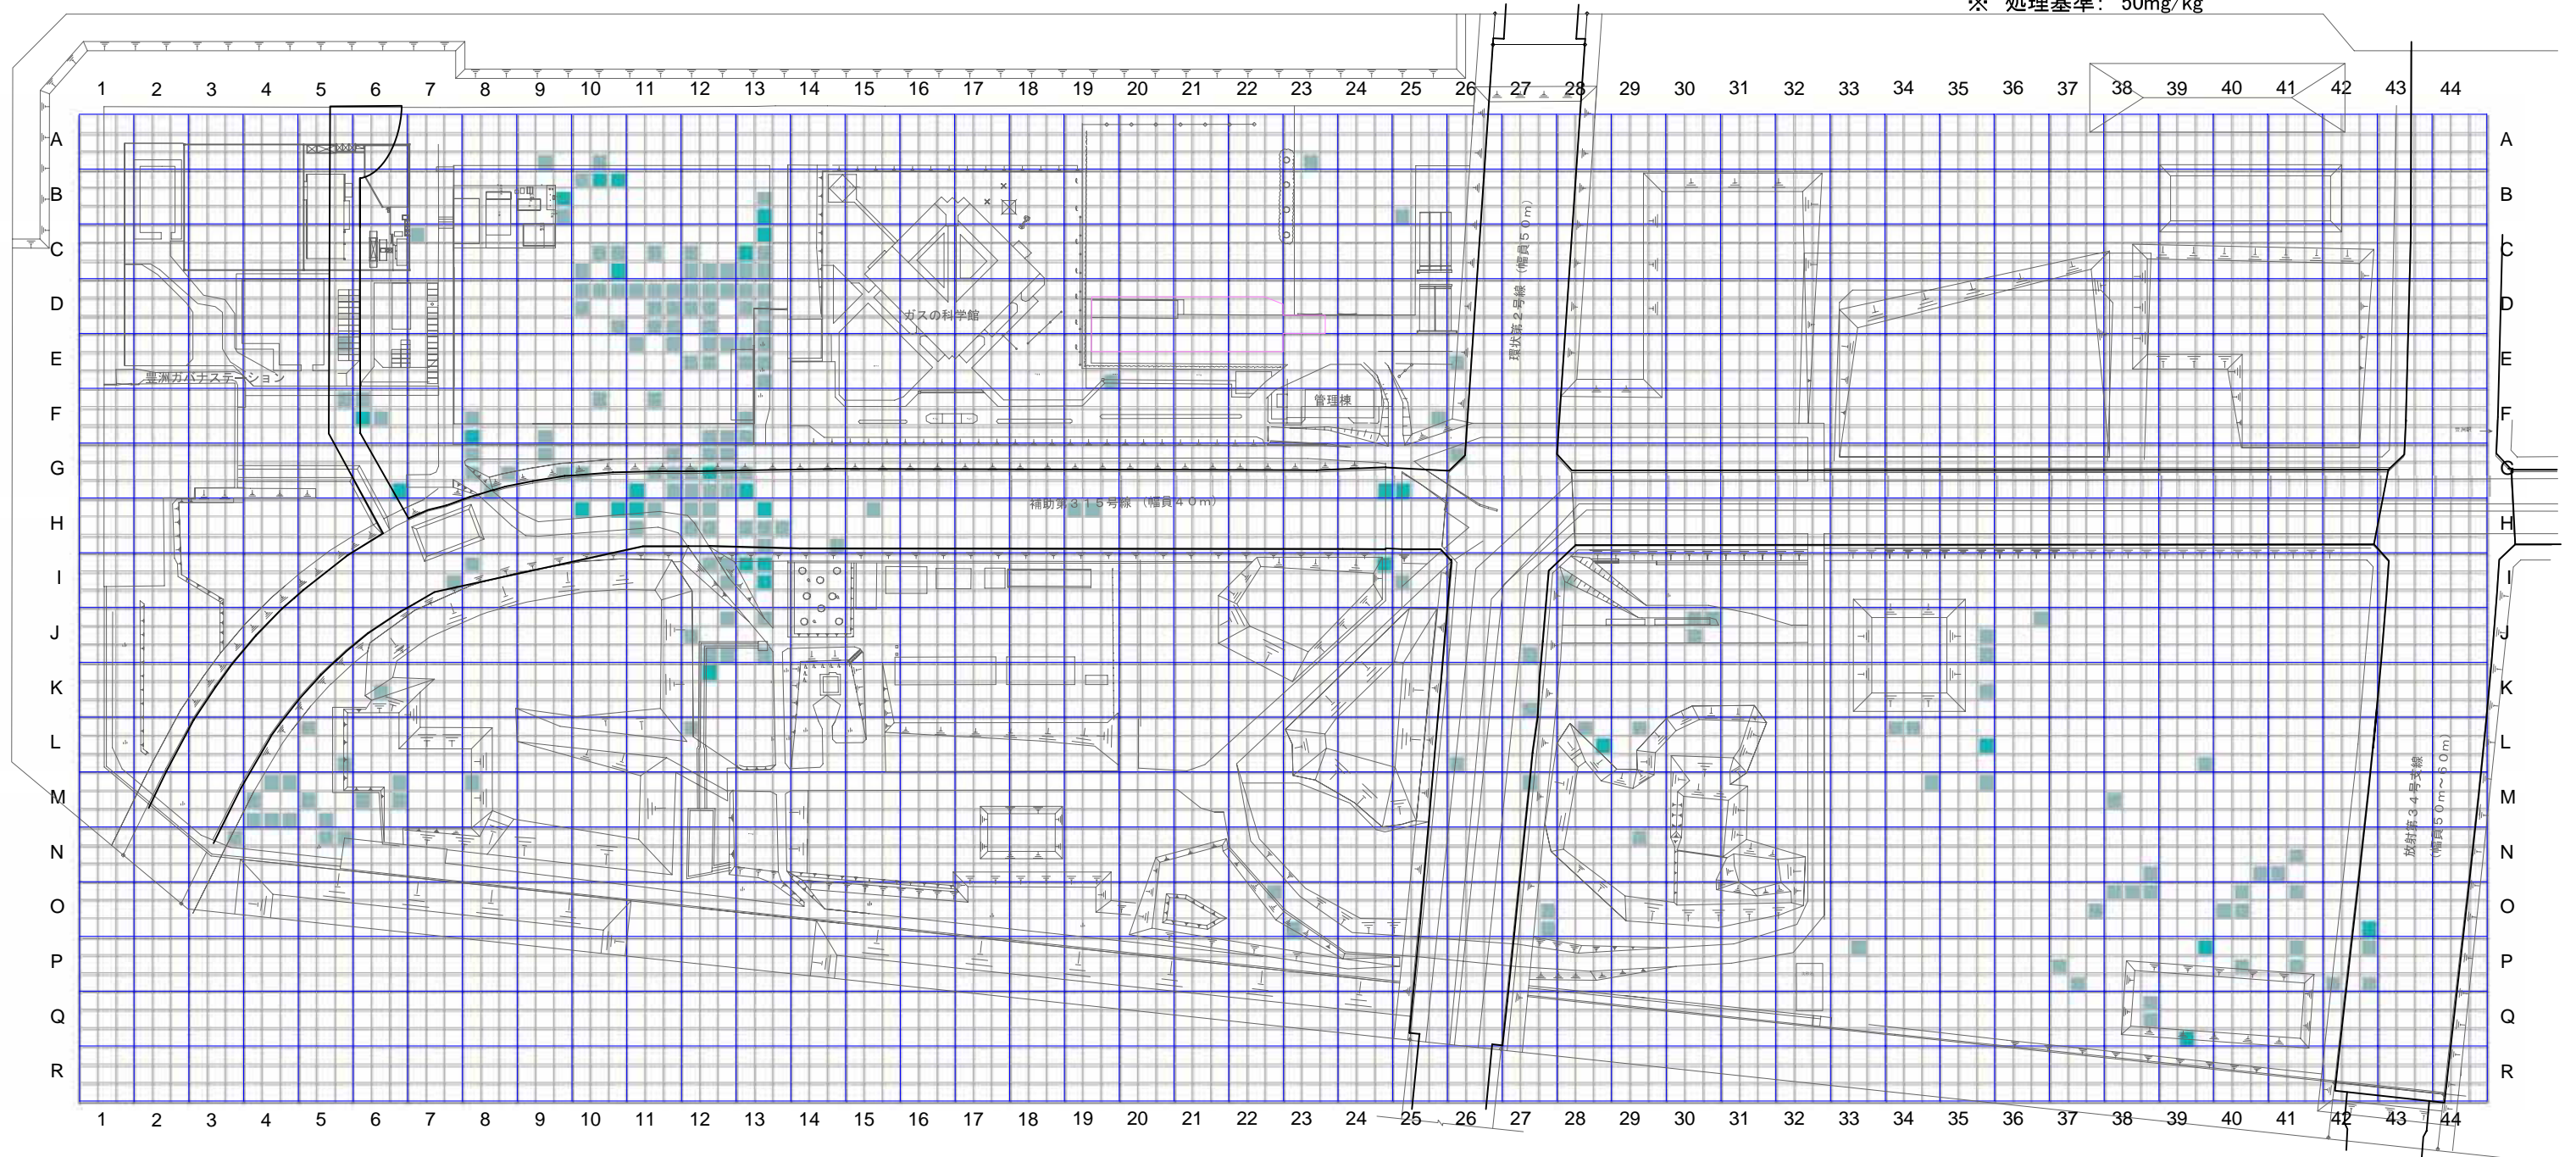 ※ 処理基準: 50mg/kg
1 2 3 4 5 6 7 8 9 10 11 12 13 14 15 16 17 18 19 20 21 22 23 24 25 26 27 28 29 30 31 32 33 34 35 36 37 38 39 40 41 42 43 44
A A
B B
C C
D D
ガスの科学館
環状第2号線 (幅員50m)
E E
豊洲ガバナステーション
管理棟
F F
G G
補助第315号線 (幅員40m)
H H
I I
J J
K K
L L
放射第34号支線
(幅員50m~60m)
M M
N N
O O
P P
Q Q
R R
1 2 3 4 5 6 7 8 9 10 11 12 13 14 15 16 17 18 19 20 21 22 23 24 25 26 27 28 29 30 31 32 33 34 35 36 37 38 39 40 41 42 43 44